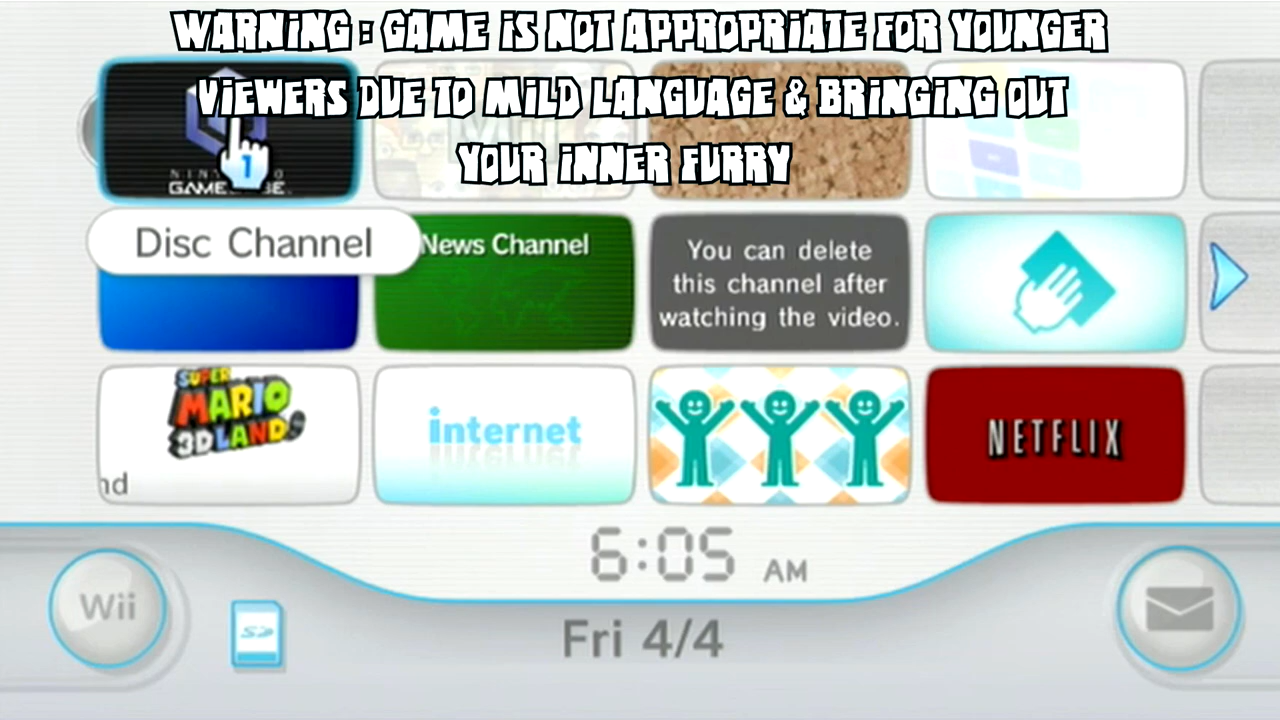 WARNING : GAME IS NOT APPROPRIATE FOR YOUNGER
VIEWERS DUE TO MILD LANGUAGE & BRINGING OUT
YOUR INNER FURRY
1
GAMECUBE
Disc Channel
News Channel
You can delete
this channel after
watching the video.
SUPER
MARIO
3D LAND
nd
internet
NETFLIX
6:05 AM
Wii
SD
Fri 4/4